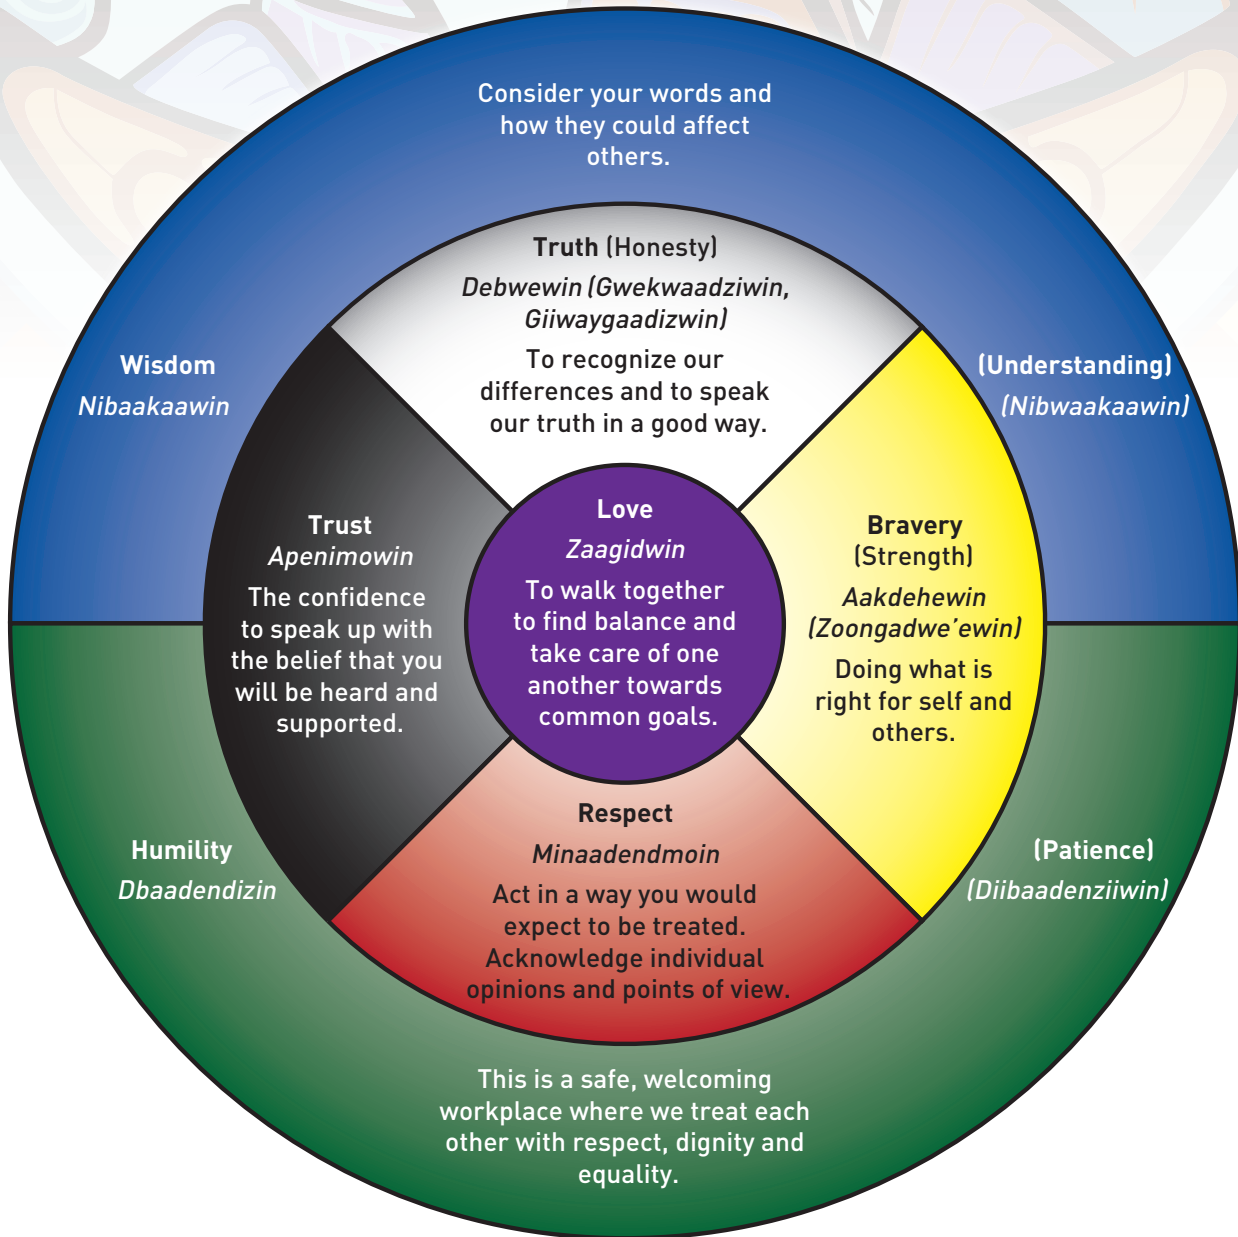 Consider your words and
how they could affect
others.
Wisdom
Nibaakaawin
(Understanding)
(Nibwaakaawin)
Truth (Honesty)
Debwewin (Gwekwaadziwin,
Giiwaygaadizwin)
To recognize our
differences and to speak
our truth in a good way.
Trust
Apenimowin
The confidence
to speak up with
the belief that you
will be heard and
supported.
Love
Zaagidwin
To walk together
to find balance and
take care of one
another towards
common goals.
Bravery
(Strength)
Aakdehewin
(Zoongadwe’ewin)
Doing what is
right for self and
others.
Respect
Minaadendmoin
Act in a way you would
expect to be treated.
Acknowledge individual
opinions and points of view.
Humility
Dbaadendizin
(Patience)
(Diibaadenziiwin)
This is a safe, welcoming
workplace where we treat each
other with respect, dignity and
equality.